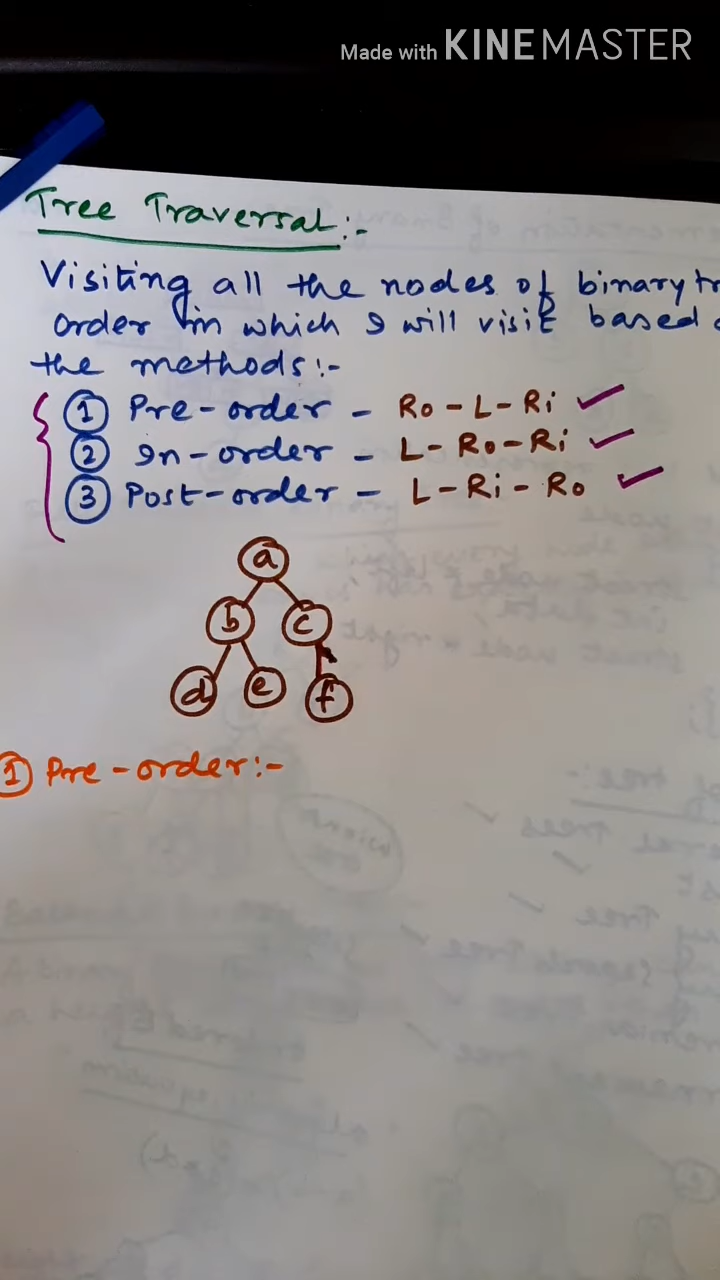 Made with KINEMASTER
Tree Traversal:-
Visiting all the nodes of binary
order in which I will visit based
the methods:-
① Pre-order - Ro-L-Ri ✓
② In-order - L-Ro-Ri ✓
③ Post-order - L-Ri-Ro ✓
a
b c
d e f
① Pre-order:-